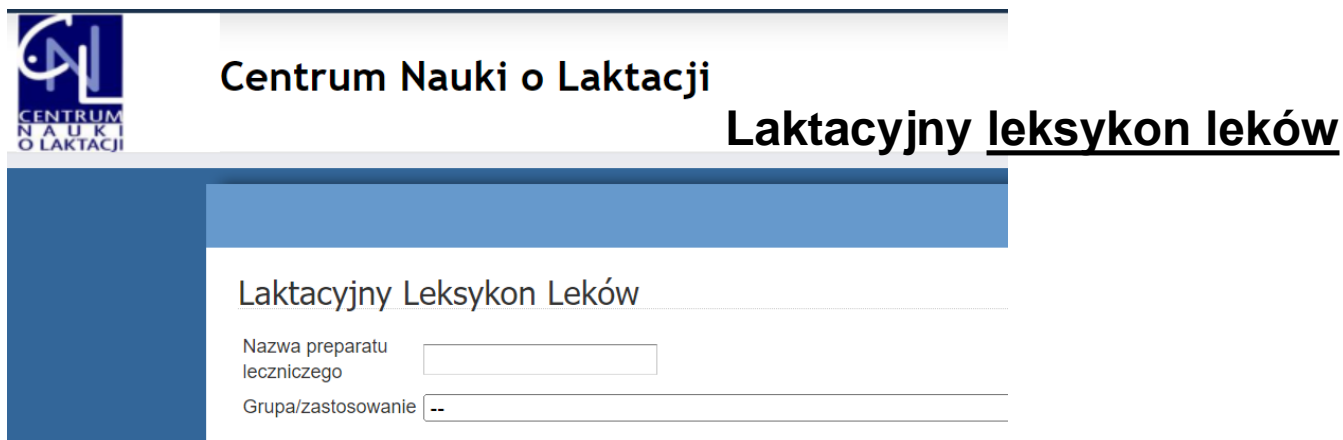 CENTRUM
NAUKI
O LAKTACJI
Centrum Nauki o Laktacji
Laktacyjny leksykon leków
Laktacyjny Leksykon Leków
Nazwa preparatu
leczniczego
Grupa/zastosowanie --